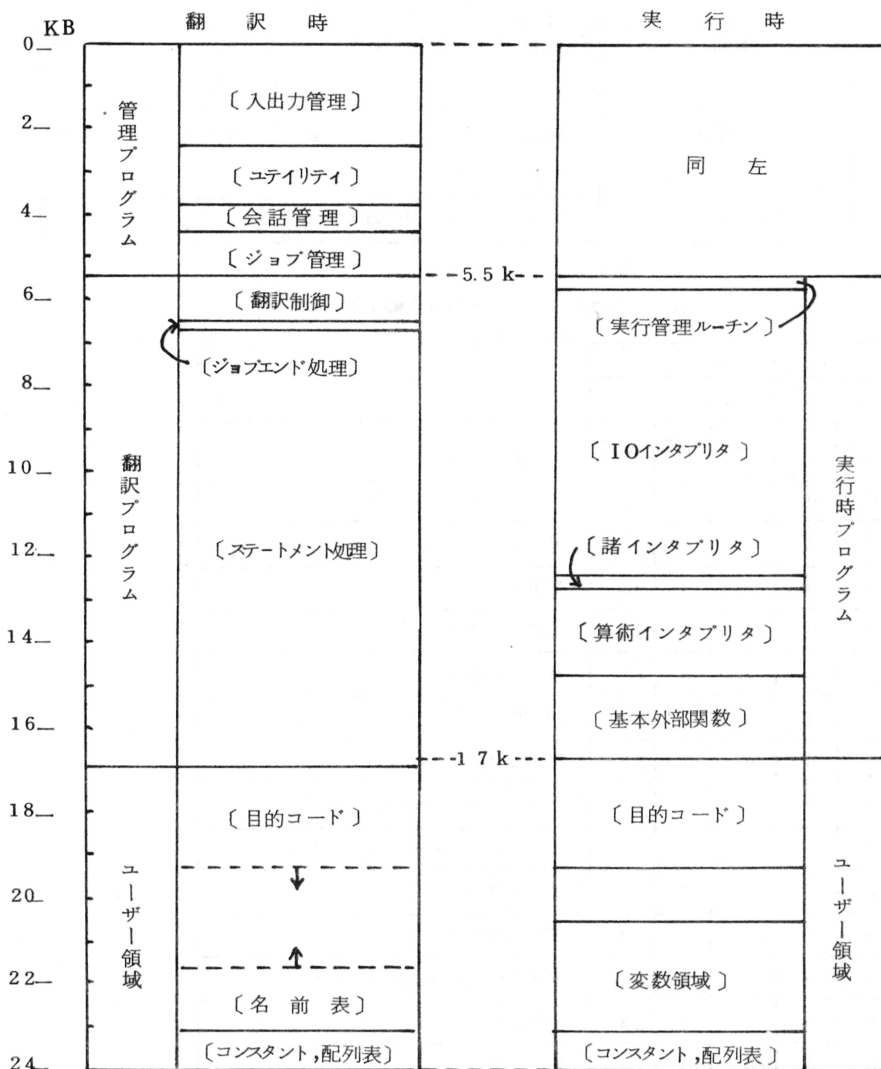 KB
翻訳時
実行時
0
2
4
6
8
10
12
14
16
18
20
22
24
管理プログラム
〔入出力管理〕
〔ユテイリティ〕
〔会話管理〕
〔ジョブ管理〕
同左
5.5k
翻訳プログラム
〔翻訳制御〕
〔ジョブエンド処理〕
〔ステートメント処理〕
〔実行管理ルーチン〕
〔IOインタプリタ〕
〔諸インタプリタ〕
〔算術インタプリタ〕
〔基本外部関数〕
実行時プログラム
17k
ユーザー領域
〔目的コード〕
〔名前表〕
〔コンスタント,配列表〕
〔目的コード〕
〔変数領域〕
〔コンスタント,配列表〕
ユーザー領域